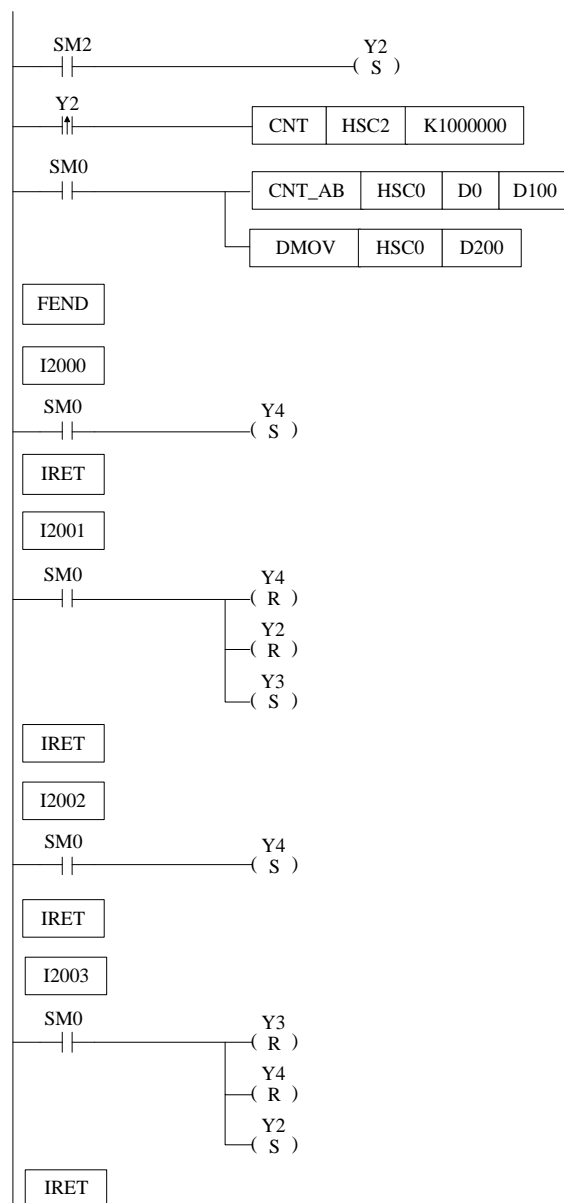 SM2
Y2
( S )
Y2
CNT HSC2 K1000000
SM0
CNT_AB HSC0 D0 D100
DMOV HSC0 D200
FEND
I2000
SM0
Y4
( S )
IRET
I2001
SM0
Y4
( R )
Y2
( R )
Y3
( S )
IRET
I2002
SM0
Y4
( S )
IRET
I2003
SM0
Y3
( R )
Y4
( R )
Y2
( S )
IRET